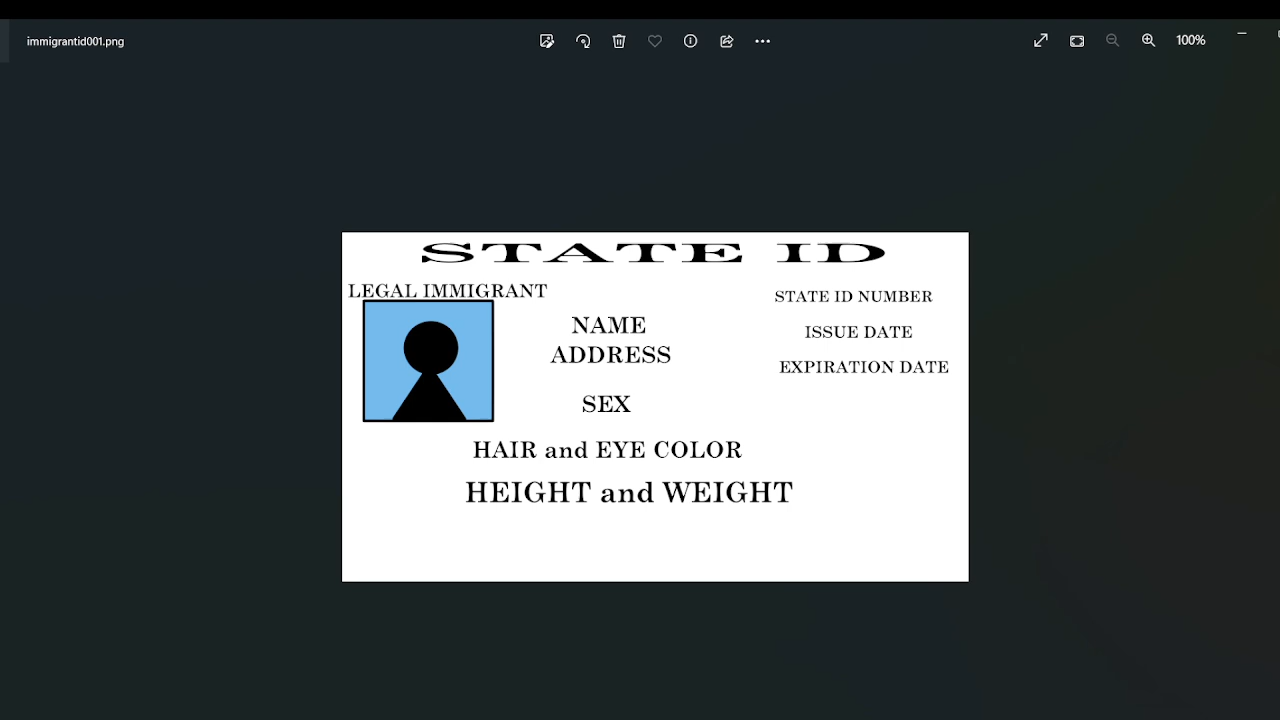 immigrantid001.png
100%
STATE ID
LEGAL IMMIGRANT
STATE ID NUMBER
NAME
ISSUE DATE
ADDRESS
EXPIRATION DATE
SEX
HAIR and EYE COLOR
HEIGHT and WEIGHT